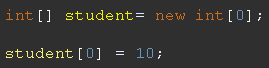 int[] student= new int[0];
student[0] = 10;